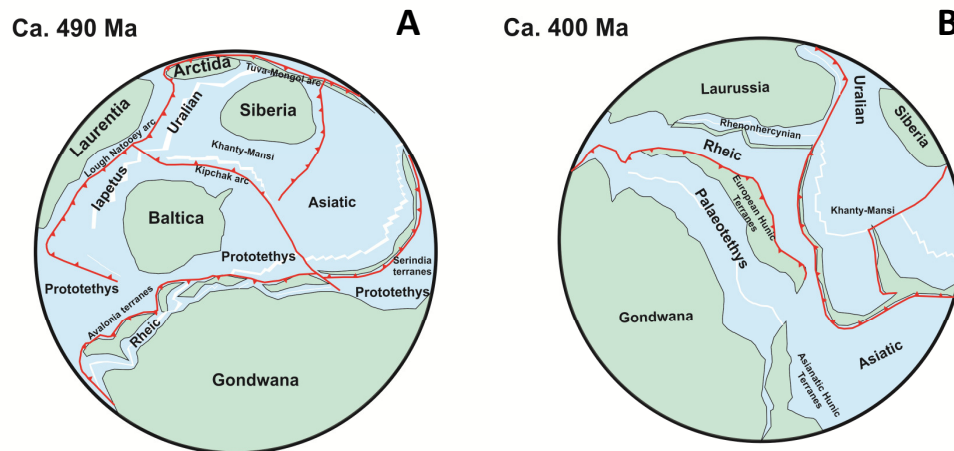 Ca. 490 Ma
A
Arctida
Tuva-Mongol arc
Laurentia
Uralian
Siberia
Lough Natooey arc
Iapetus
Khanty-Mansi
Kipchak arc
Baltica
Asiatic
Prototethys
Serindia
terranes
Prototethys
Prototethys
Avalonia terranes
Rheic
Gondwana
Ca. 400 Ma
B
Laurussia
Uralian
Siberia
Rhenonhercynian
Rheic
European Hunic
Terranes
Palaeotethys
Khanty-Mansi
Gondwana
Asiatic
Asianatic Hunic
Terranes